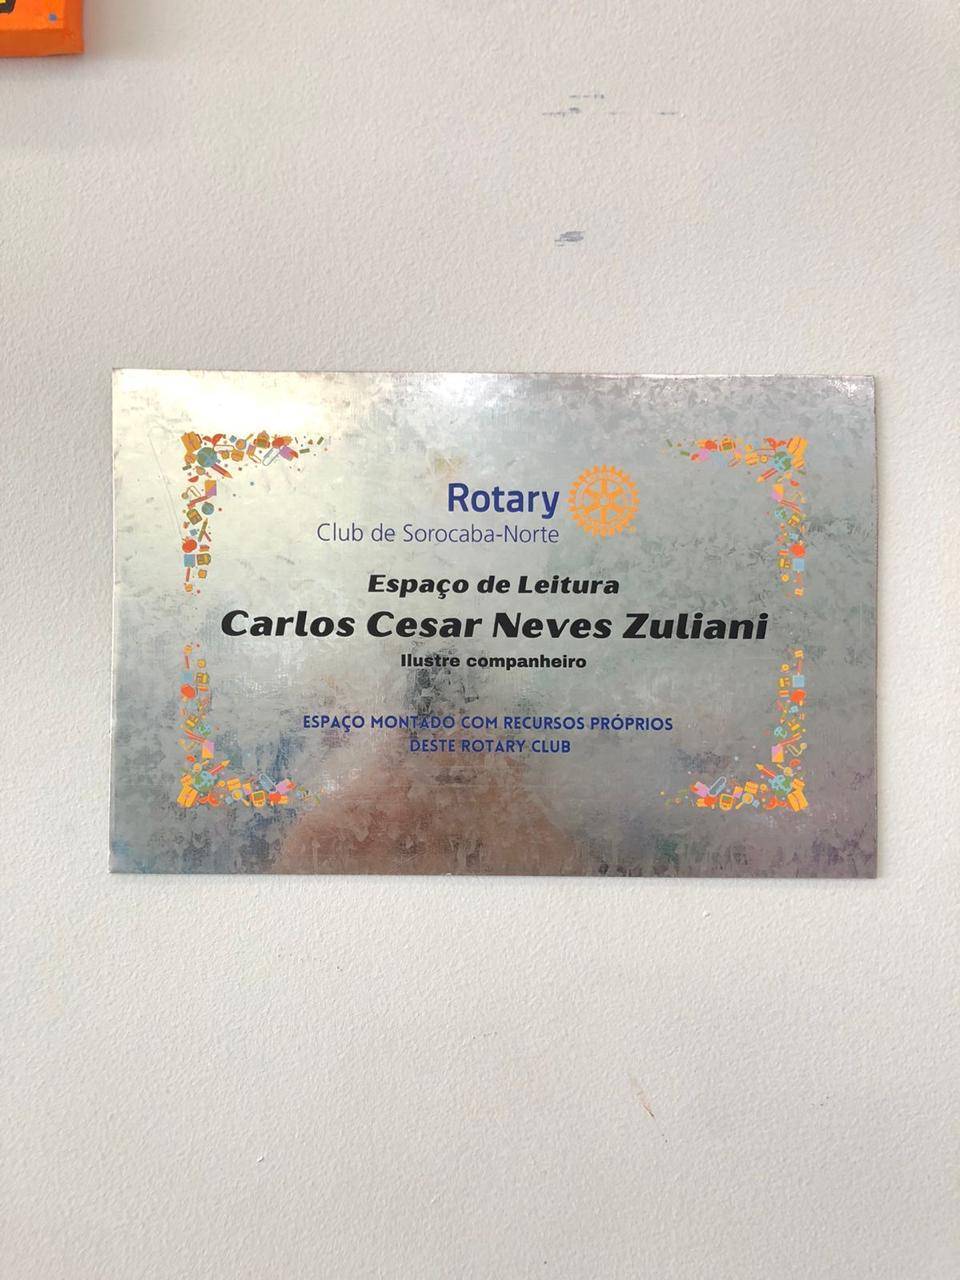 Rotary
Club de Sorocaba-Norte
Espaço de Leitura
Carlos Cesar Neves Zuliani
Ilustre companheiro
ESPAÇO MONTADO COM RECURSOS PRÓPRIOS
DESTE ROTARY CLUB